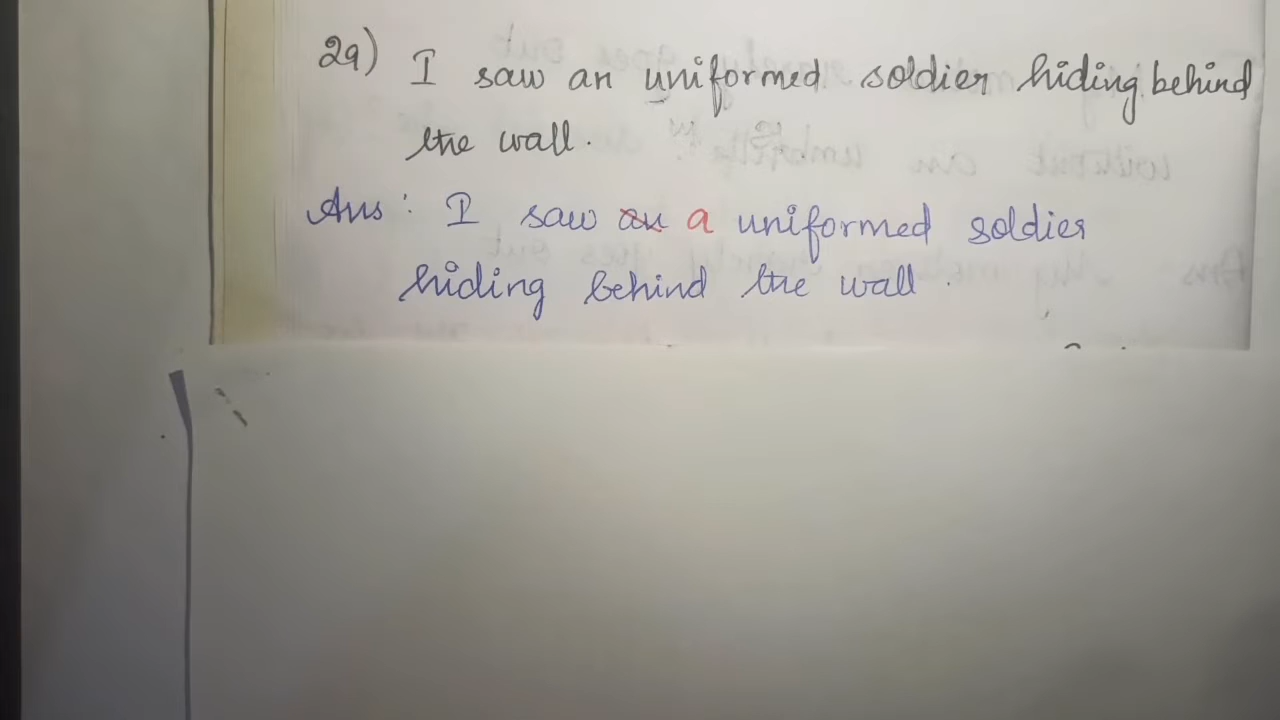 29) I saw an uniformed soldier hiding behind
the wall.
Ans: I saw an a uniformed soldier
hiding behind the wall.